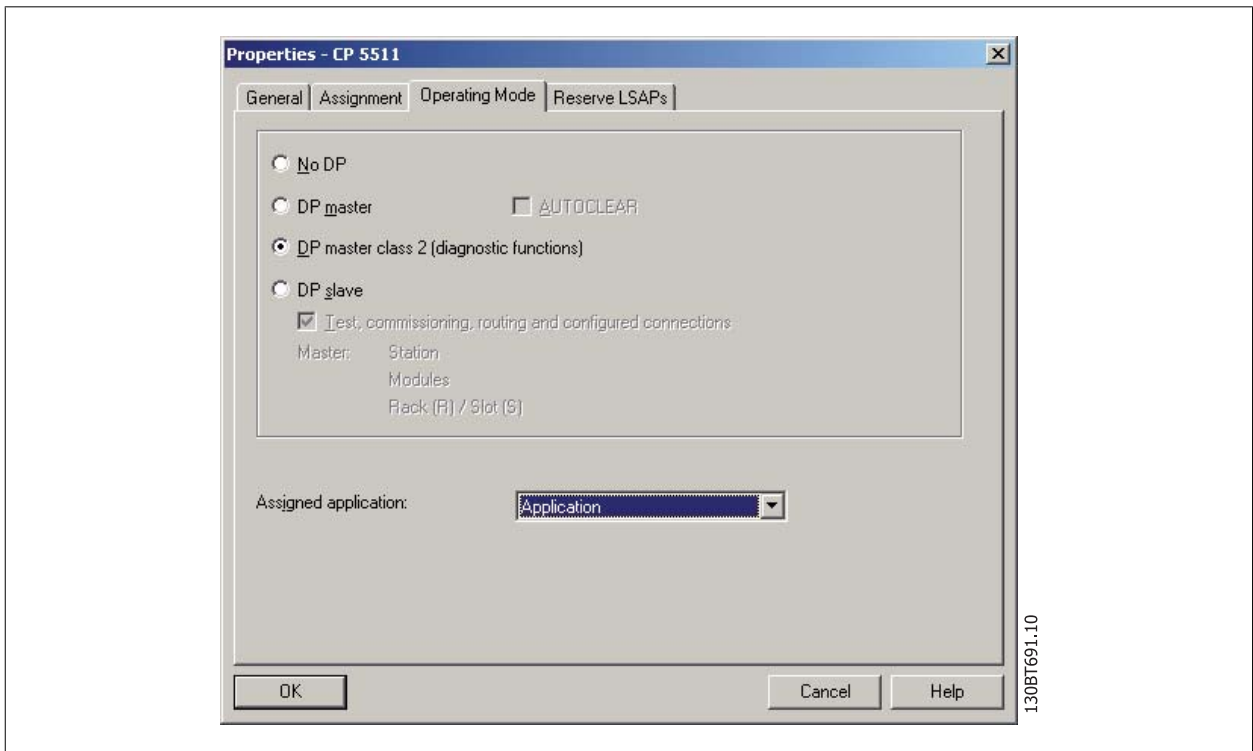 Properties - CP 5511
General Assignment Operating Mode Reserve LSAPs
No DP
DP master AUTOCLEAR
DP master class 2 (diagnostic functions)
DP slave
Test, commissioning, routing and configured connections
Master: Station
Modules
Rack (R) / Slot (S)
Assigned application: Application
OK Cancel Help
130BT691.10